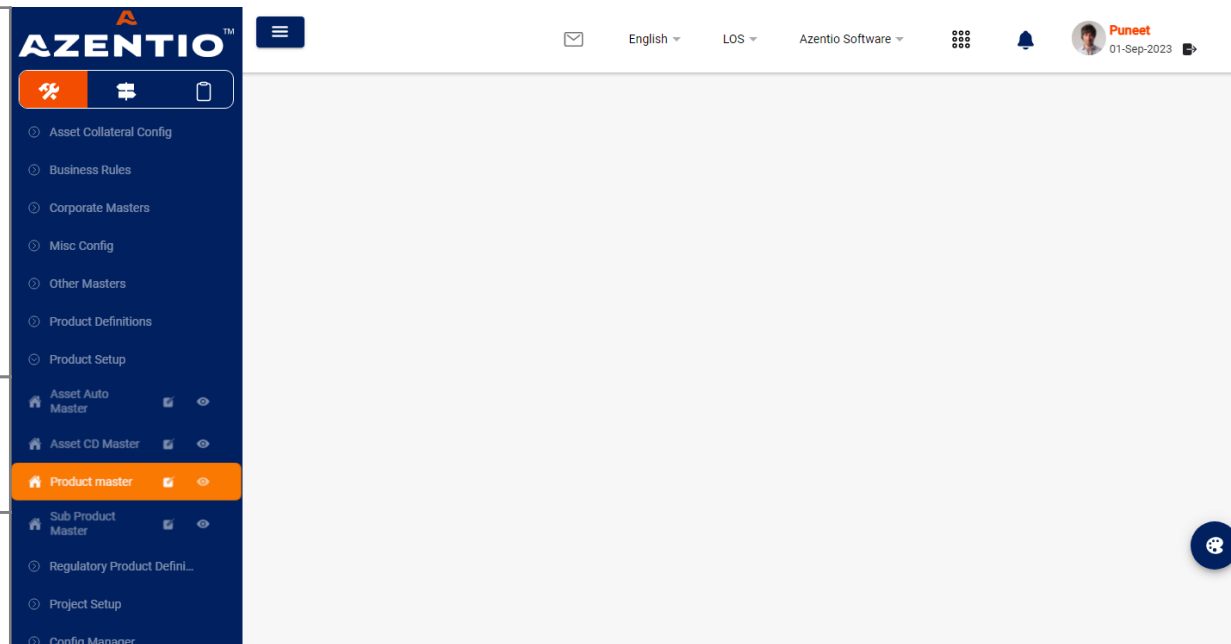 AZENTIO™
English
LOS
Azentio Software
Puneet
01-Sep-2023
Asset Collateral Config
Business Rules
Corporate Masters
Misc Config
Other Masters
Product Definitions
Product Setup
Asset Auto
Master
Asset CD Master
Product master
Sub Product
Master
Regulatory Product Defini...
Project Setup
Config Manager